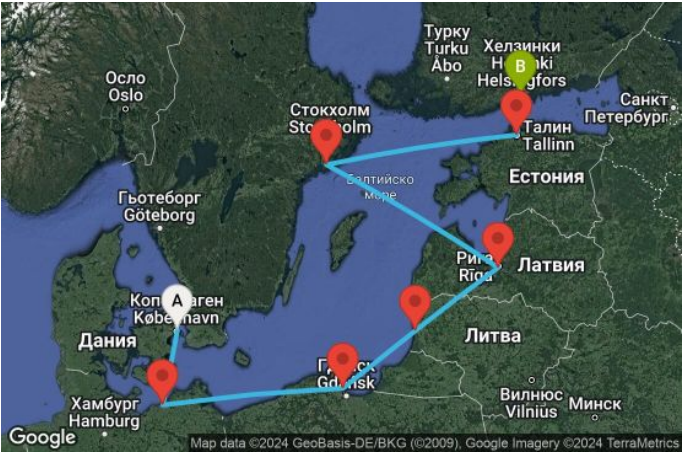 Турку
Turku
Åbo
Хелзинки
Helsinki
Helsingfors
B
Осло
Oslo
Санкт
Петербург
Стокхолм
Stockholm
Талин
Tallinn
Балтийско
море
Естония
Гьотеборг
Göteborg
Рига
Rīga
Латвия
Копенхаген
København
A
Дания
Литва
Гданск
Gdańsk
Хамбург
Hamburg
Вилнюс
Vilnius
Минск
Google
Map data ©2024 GeoBasis-DE/BKG (©2009), Google Imagery ©2024 TerraMetrics